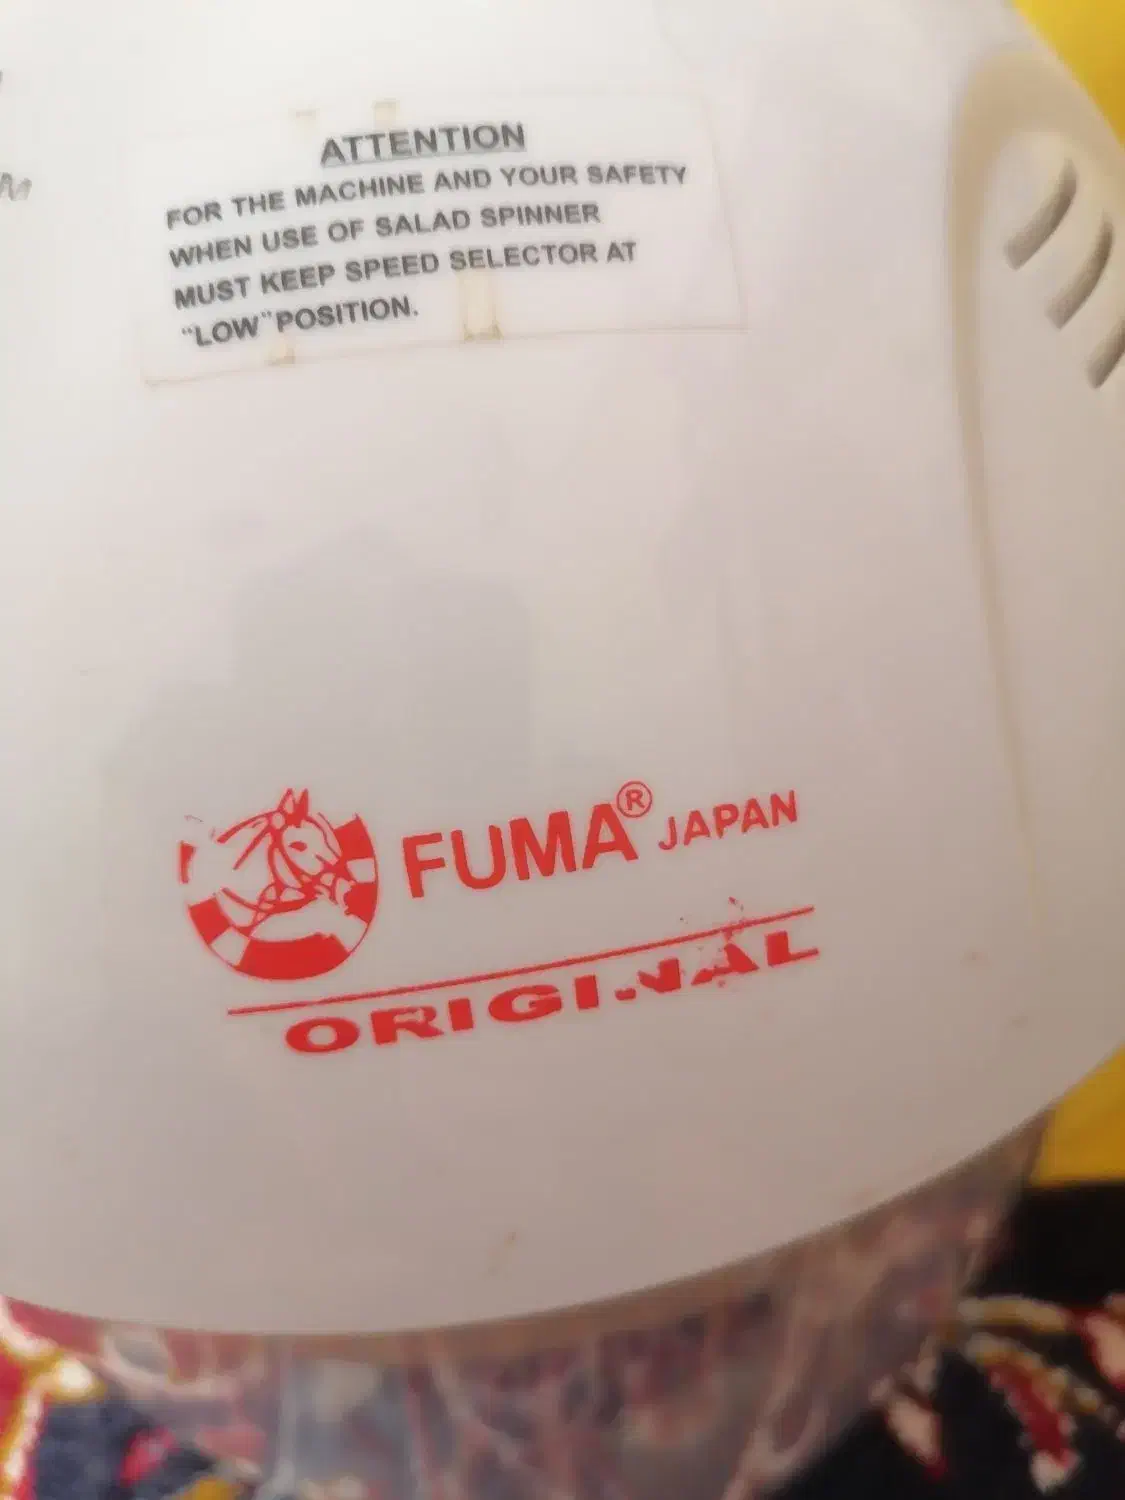 ATTENTION
FOR THE MACHINE AND YOUR SAFETY
WHEN USE OF SALAD SPINNER
MUST KEEP SPEED SELECTOR AT
“LOW” POSITION.
FUMA® JAPAN
ORIGINAL